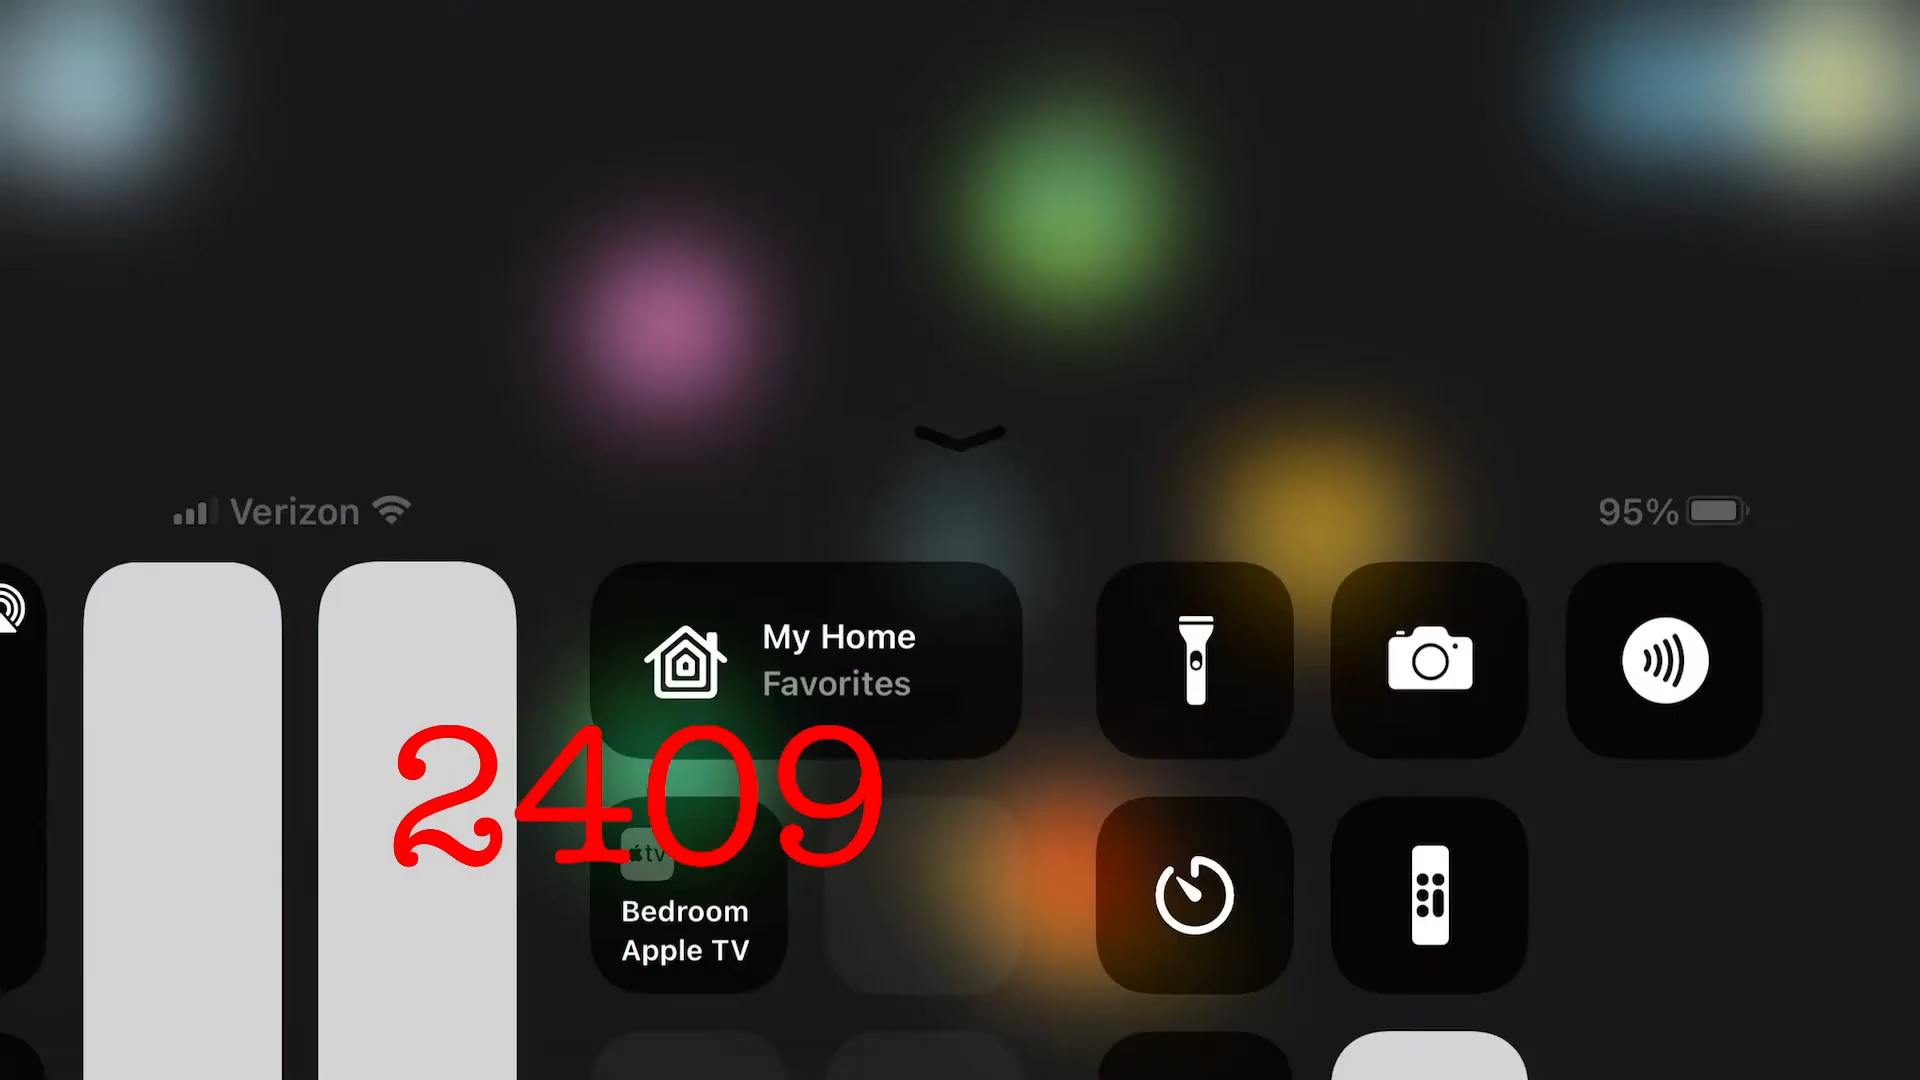 Verizon
95%
My Home
Favorites
2409
tv
Bedroom
Apple TV